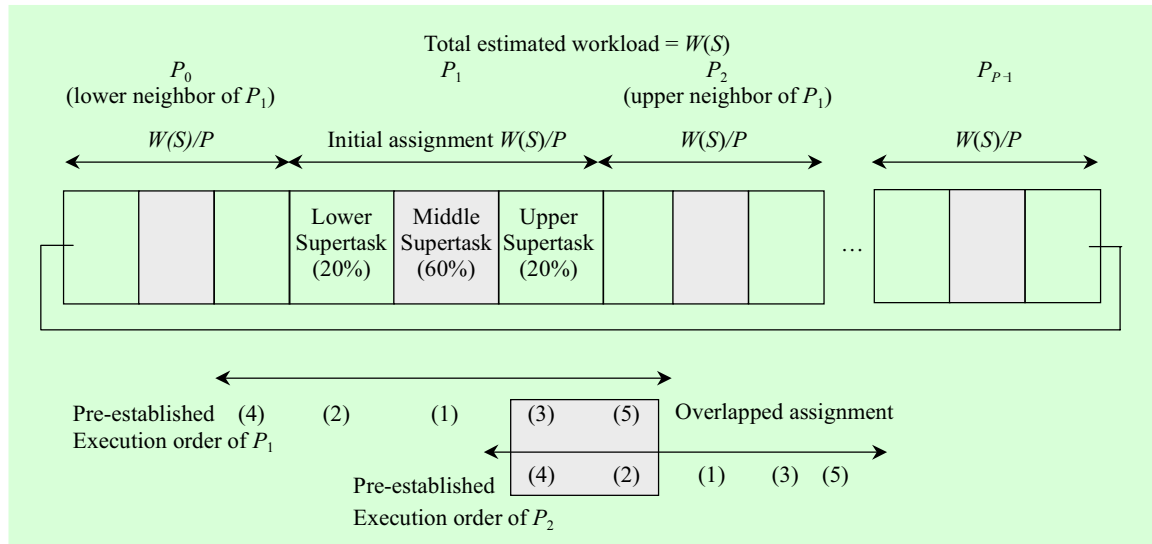 Total estimated workload = W(S)
P0 P1 P2 PP-1
(lower neighbor of P1) (upper neighbor of P1)
W(S)/P Initial assignment W(S)/P W(S)/P W(S)/P
Lower Middle Upper
Supertask Supertask Supertask
(20%) (60%) (20%)
...
Pre-established (4) (2) (1) (3) (5) Overlapped assignment
Execution order of P1
(4) (2) (1) (3) (5)
Pre-established
Execution order of P2